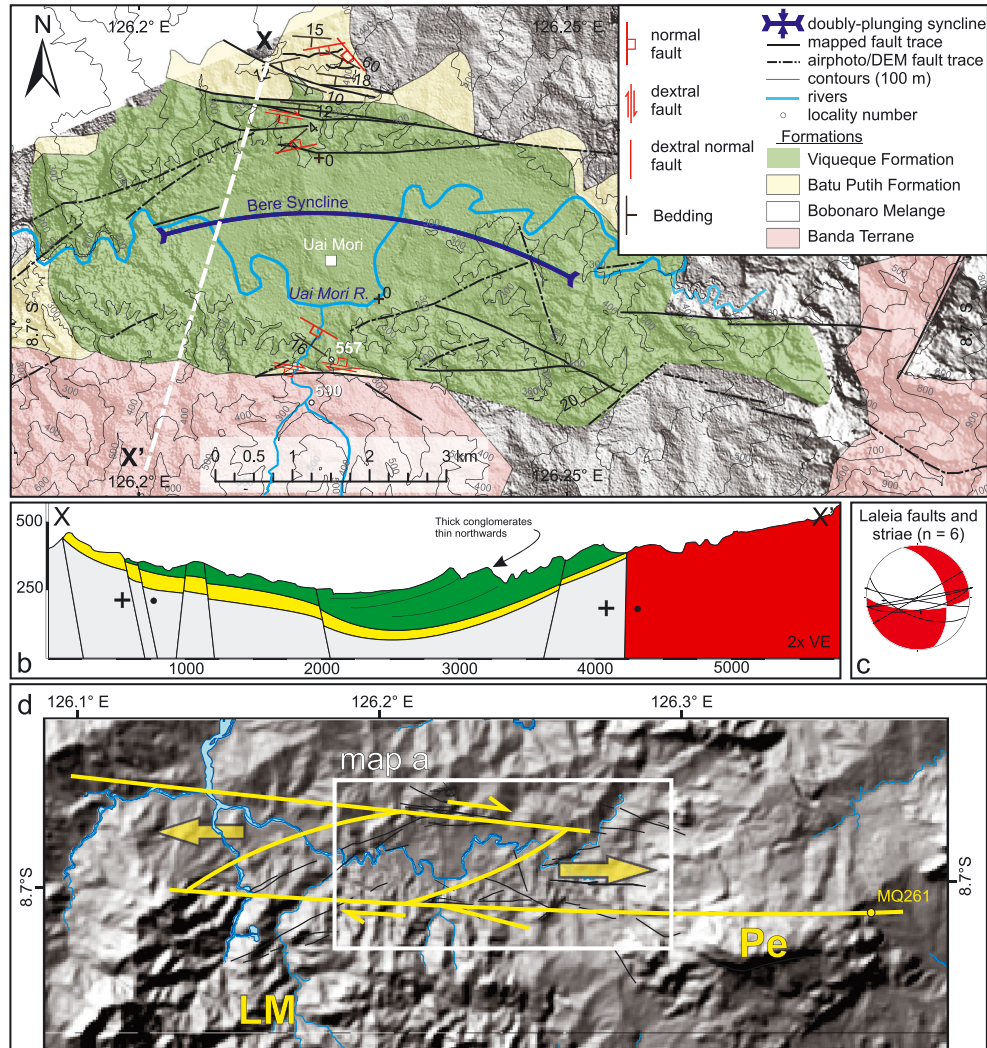 126.2° E
126.25° E
N
X
15
60
18
10
12
4
0
Bere Syncline
Uai Mori
Uai Mori R.
0
16
557
590
20
8.7° S
X'
126.2° E
126.25° E
0 0.5 1 2 3 km
normal
fault
dextral
fault
dextral normal
fault
Bedding
doubly-plunging syncline
mapped fault trace
airphoto/DEM fault trace
contours (100 m)
rivers
locality number
Formations
Viqueque Formation
Batu Putih Formation
Bobonaro Melange
Banda Terrane
X
X'
500
250
Thick conglomerates
thin northwards
2x VE
b
1000 2000 3000 4000 5000
Laleia faults and
striae (n = 6)
c
d
126.1° E
126.2° E
126.3° E
map a
8.7°S
8.7°S
MQ261
Pe
LM